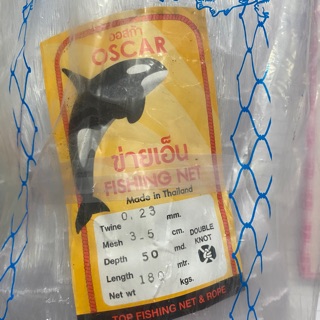 ออสก้า
OSCAR
ข่ายเอ็น
FISHING NET
Made in Thailand
Twine 0.23 mm.
Mesh 3.5 cm.
Depth 50 md.
Length 180 mtr.
Net wt kgs.
DOUBLE
KNOT
TOP FISHING NET & ROPE